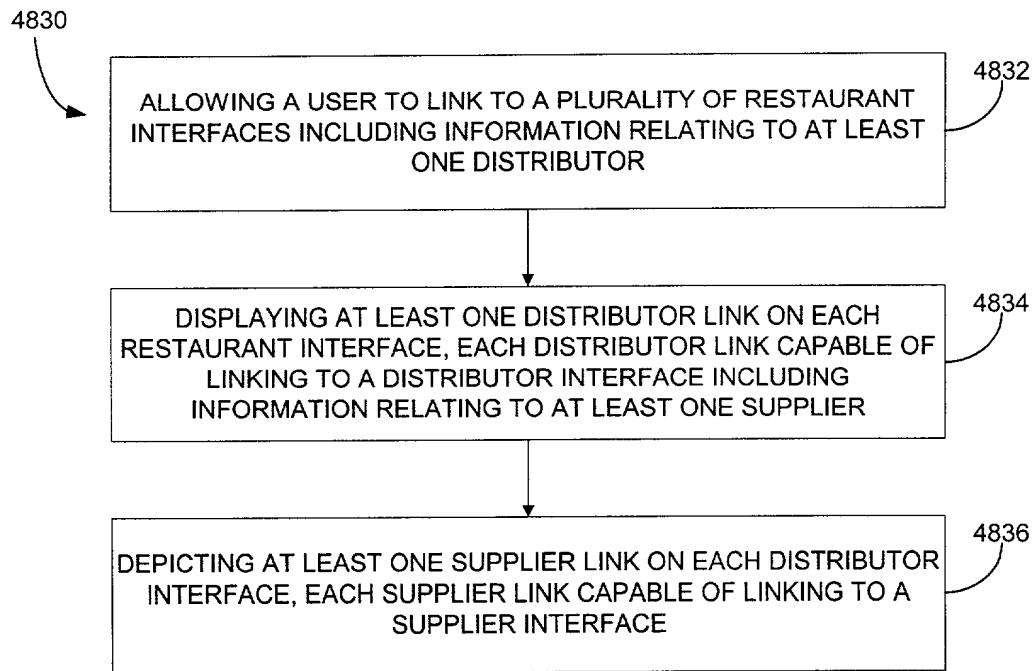 4830
4832
ALLOWING A USER TO LINK TO A PLURALITY OF RESTAURANT
INTERFACES INCLUDING INFORMATION RELATING TO AT LEAST
ONE DISTRIBUTOR
4834
DISPLAYING AT LEAST ONE DISTRIBUTOR LINK ON EACH
RESTAURANT INTERFACE, EACH DISTRIBUTOR LINK CAPABLE OF
LINKING TO A DISTRIBUTOR INTERFACE INCLUDING
INFORMATION RELATING TO AT LEAST ONE SUPPLIER
4836
DEPICTING AT LEAST ONE SUPPLIER LINK ON EACH DISTRIBUTOR
INTERFACE, EACH SUPPLIER LINK CAPABLE OF LINKING TO A
SUPPLIER INTERFACE